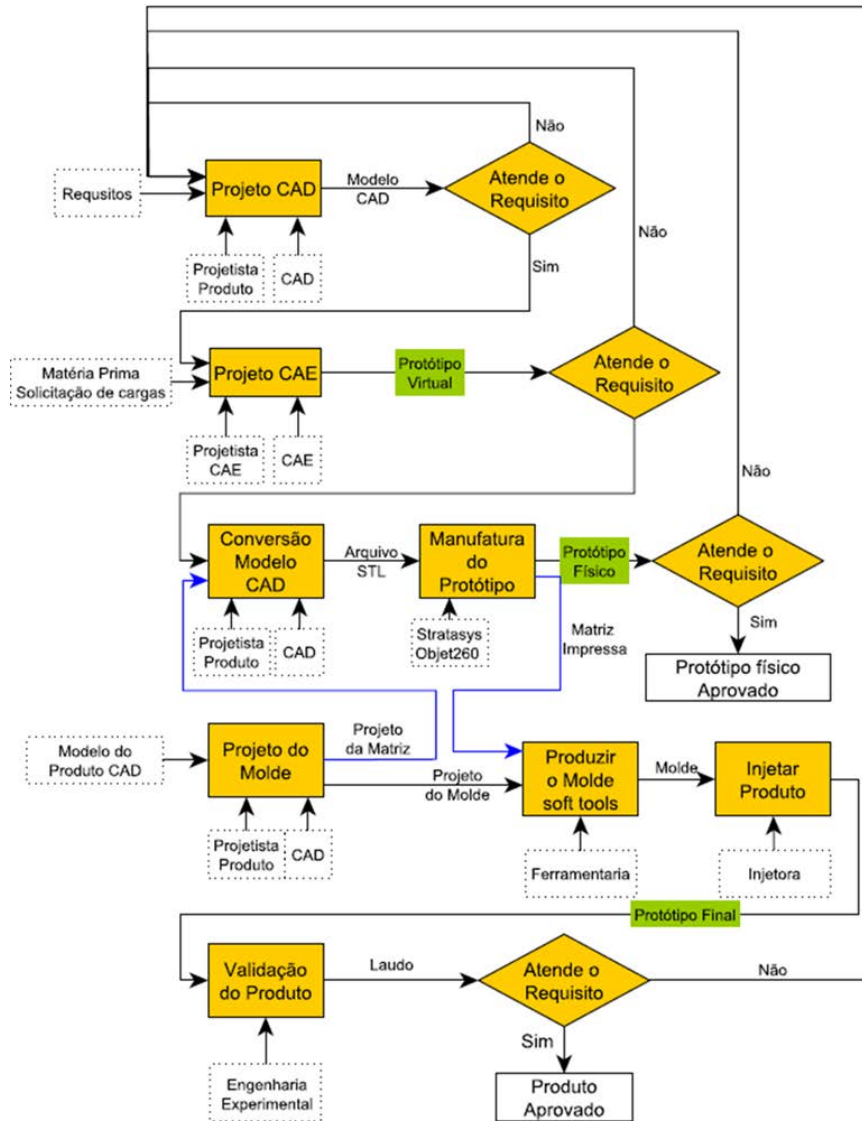 Não
Projeto CAD
Modelo
CAD
Atende o
Requisito
Requsitos
Não
Projetista
Produto
CAD
Sim
Matéria Prima
Solicitação de cargas
Projeto CAE
Protótipo
Virtual
Atende o
Requisito
Projetista
CAE
CAE
Não
Conversão
Modelo
CAD
Arquivo
STL
Manufatura
do
Protótipo
Protótipo
Físico
Atende o
Requisito
Projetista
Produto
CAD
Stratasys
Objet260
Matriz
Impressa
Sim
Protótipo físico
Aprovado
Modelo do
Produto CAD
Projeto do
Molde
Projeto
da Matriz
Projeto
do Molde
Produzir
o Molde
soft tools
Molde
Injetar
Produto
Projetista
Produto
CAD
Ferramentaria
Injetora
Protótipo Final
Validação
do Produto
Laudo
Atende o
Requisito
Não
Engenharia
Experimental
Sim
Produto
Aprovado